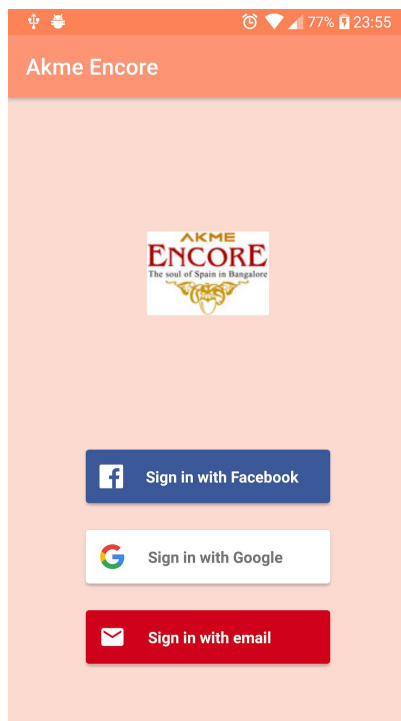 77% 23:55
Akme Encore
AKME
ENCORE
The soul of Spain in Bangalore
Sign in with Facebook
Sign in with Google
Sign in with email